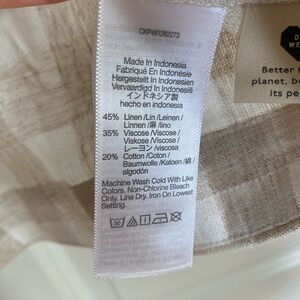 CKP461262273
Made In Indonesia
Fabriqué En Indonésie
Hergestellt In Indonesien
Vervaardigd In Indonesië
インドネシア製
hecho en indonesia
45% Linen/Lin/Leinen/
Linnen/麻/lino
35% Viscose/Viscose/
Viskose/Viscose/
レーヨン/viscosa
20% Cotton/Coton/
Baumwolle/Katoen/綿/
algodón
Machine Wash Cold With Like
Colors. Non-Chlorine Bleach
Only. Line Dry. Iron On Lowest
Setting.
Better
planet, b
its pe